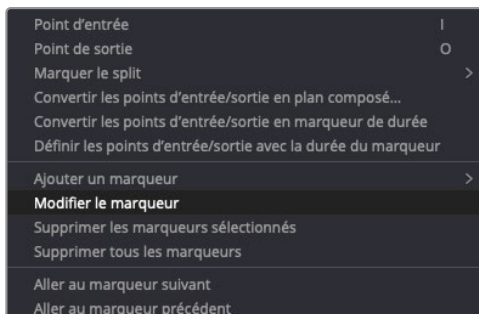 Point d'entrée I
Point de sortie O
Marquer le split >
Convertir les points d'entrée/sortie en plan composé...
Convertir les points d'entrée/sortie en marqueur de durée
Définir les points d'entrée/sortie avec la durée du marqueur
Ajouter un marqueur >
Modifier le marqueur
Supprimer les marqueurs sélectionnés
Supprimer tous les marqueurs
Aller au marqueur suivant
Aller au marqueur précédent